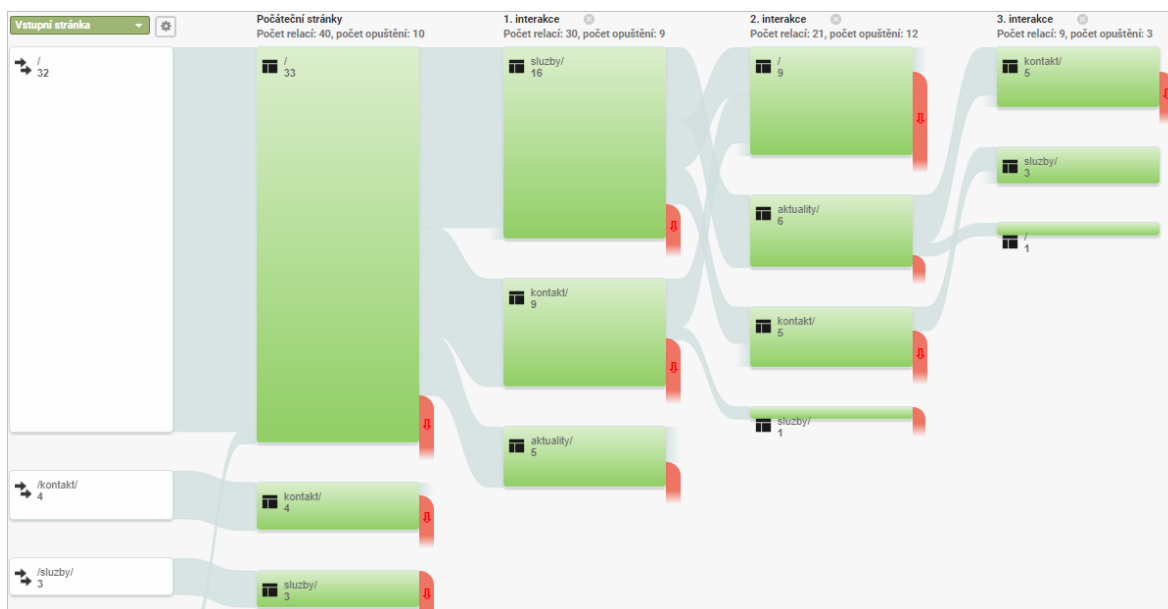 Vstupní stránka
/
32
/kontakt/
4
/sluzby/
3
Počáteční stránky
Počet relací: 40, počet opuštění: 10
/
33
kontakt/
4
sluzby/
3
1. interakce
Počet relací: 30, počet opuštění: 9
sluzby/
16
kontakt/
9
aktuality/
5
2. interakce
Počet relací: 21, počet opuštění: 12
/
9
aktuality/
6
kontakt/
5
sluzby/
1
3. interakce
Počet relací: 9, počet opuštění: 3
kontakt/
5
sluzby/
3
/
1